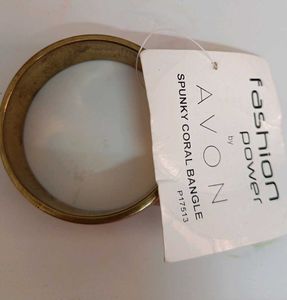 fashion
power
by
AVON
SPUNKY CORAL BANGLE
P17513